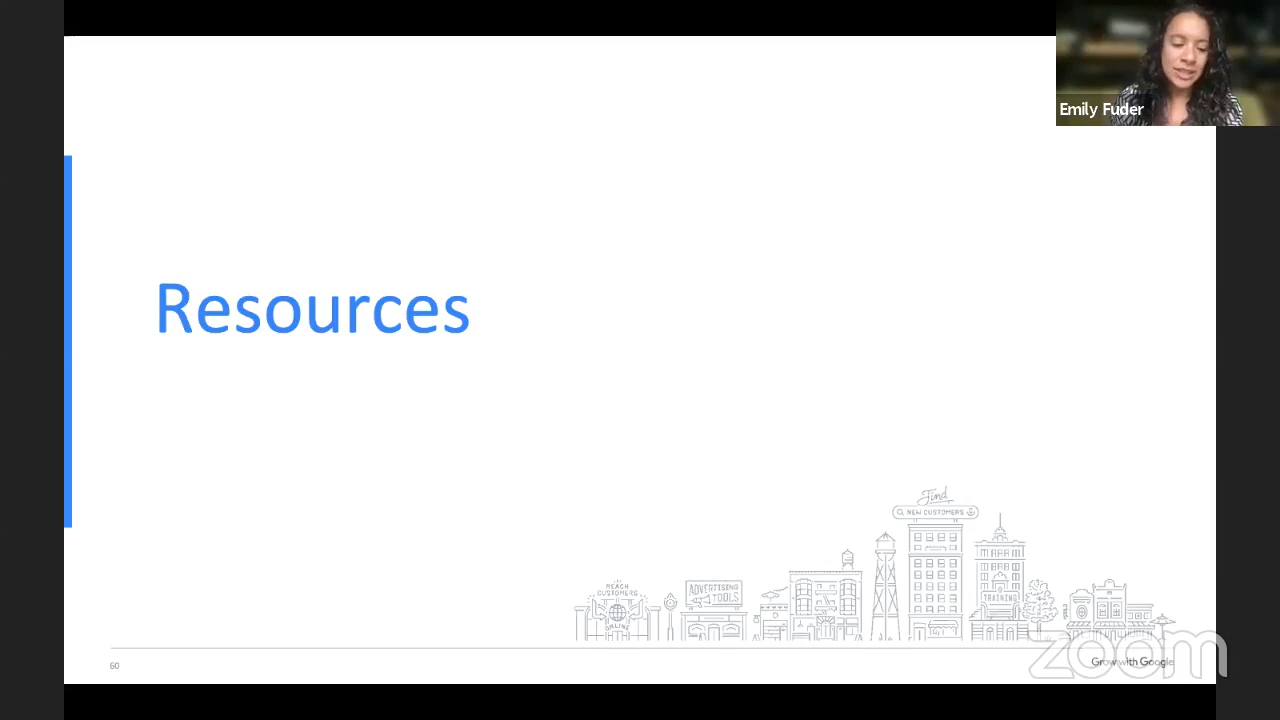 Emily Fuder
Resources
Find
NEW CUSTOMERS
REACH
CUSTOMERS
ONLINE
ADVERTISING
TOOLS
TRAINING
60
Grow with Google
zoom